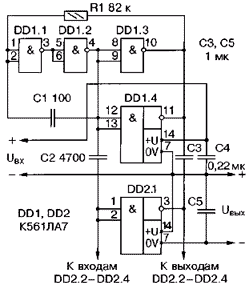 R1 82 к
DD1.1 DD1.2 DD1.3
1 3 5 4 8 10
2 6 9
&
&
&
C3, C5
1 мк
C1 100
DD1.4
12 & 11
13
14
+U
0V 7
C3 C4
0,22 мк
+ +
Uвх
C2 4700
− −
DD2.1
1 & 3
2
14
+U
0V 7
C5
Uвых
DD1, DD2
К561ЛА7
+ −
К входам
DD2.2–DD2.4
К выходам
DD2.2–DD2.4